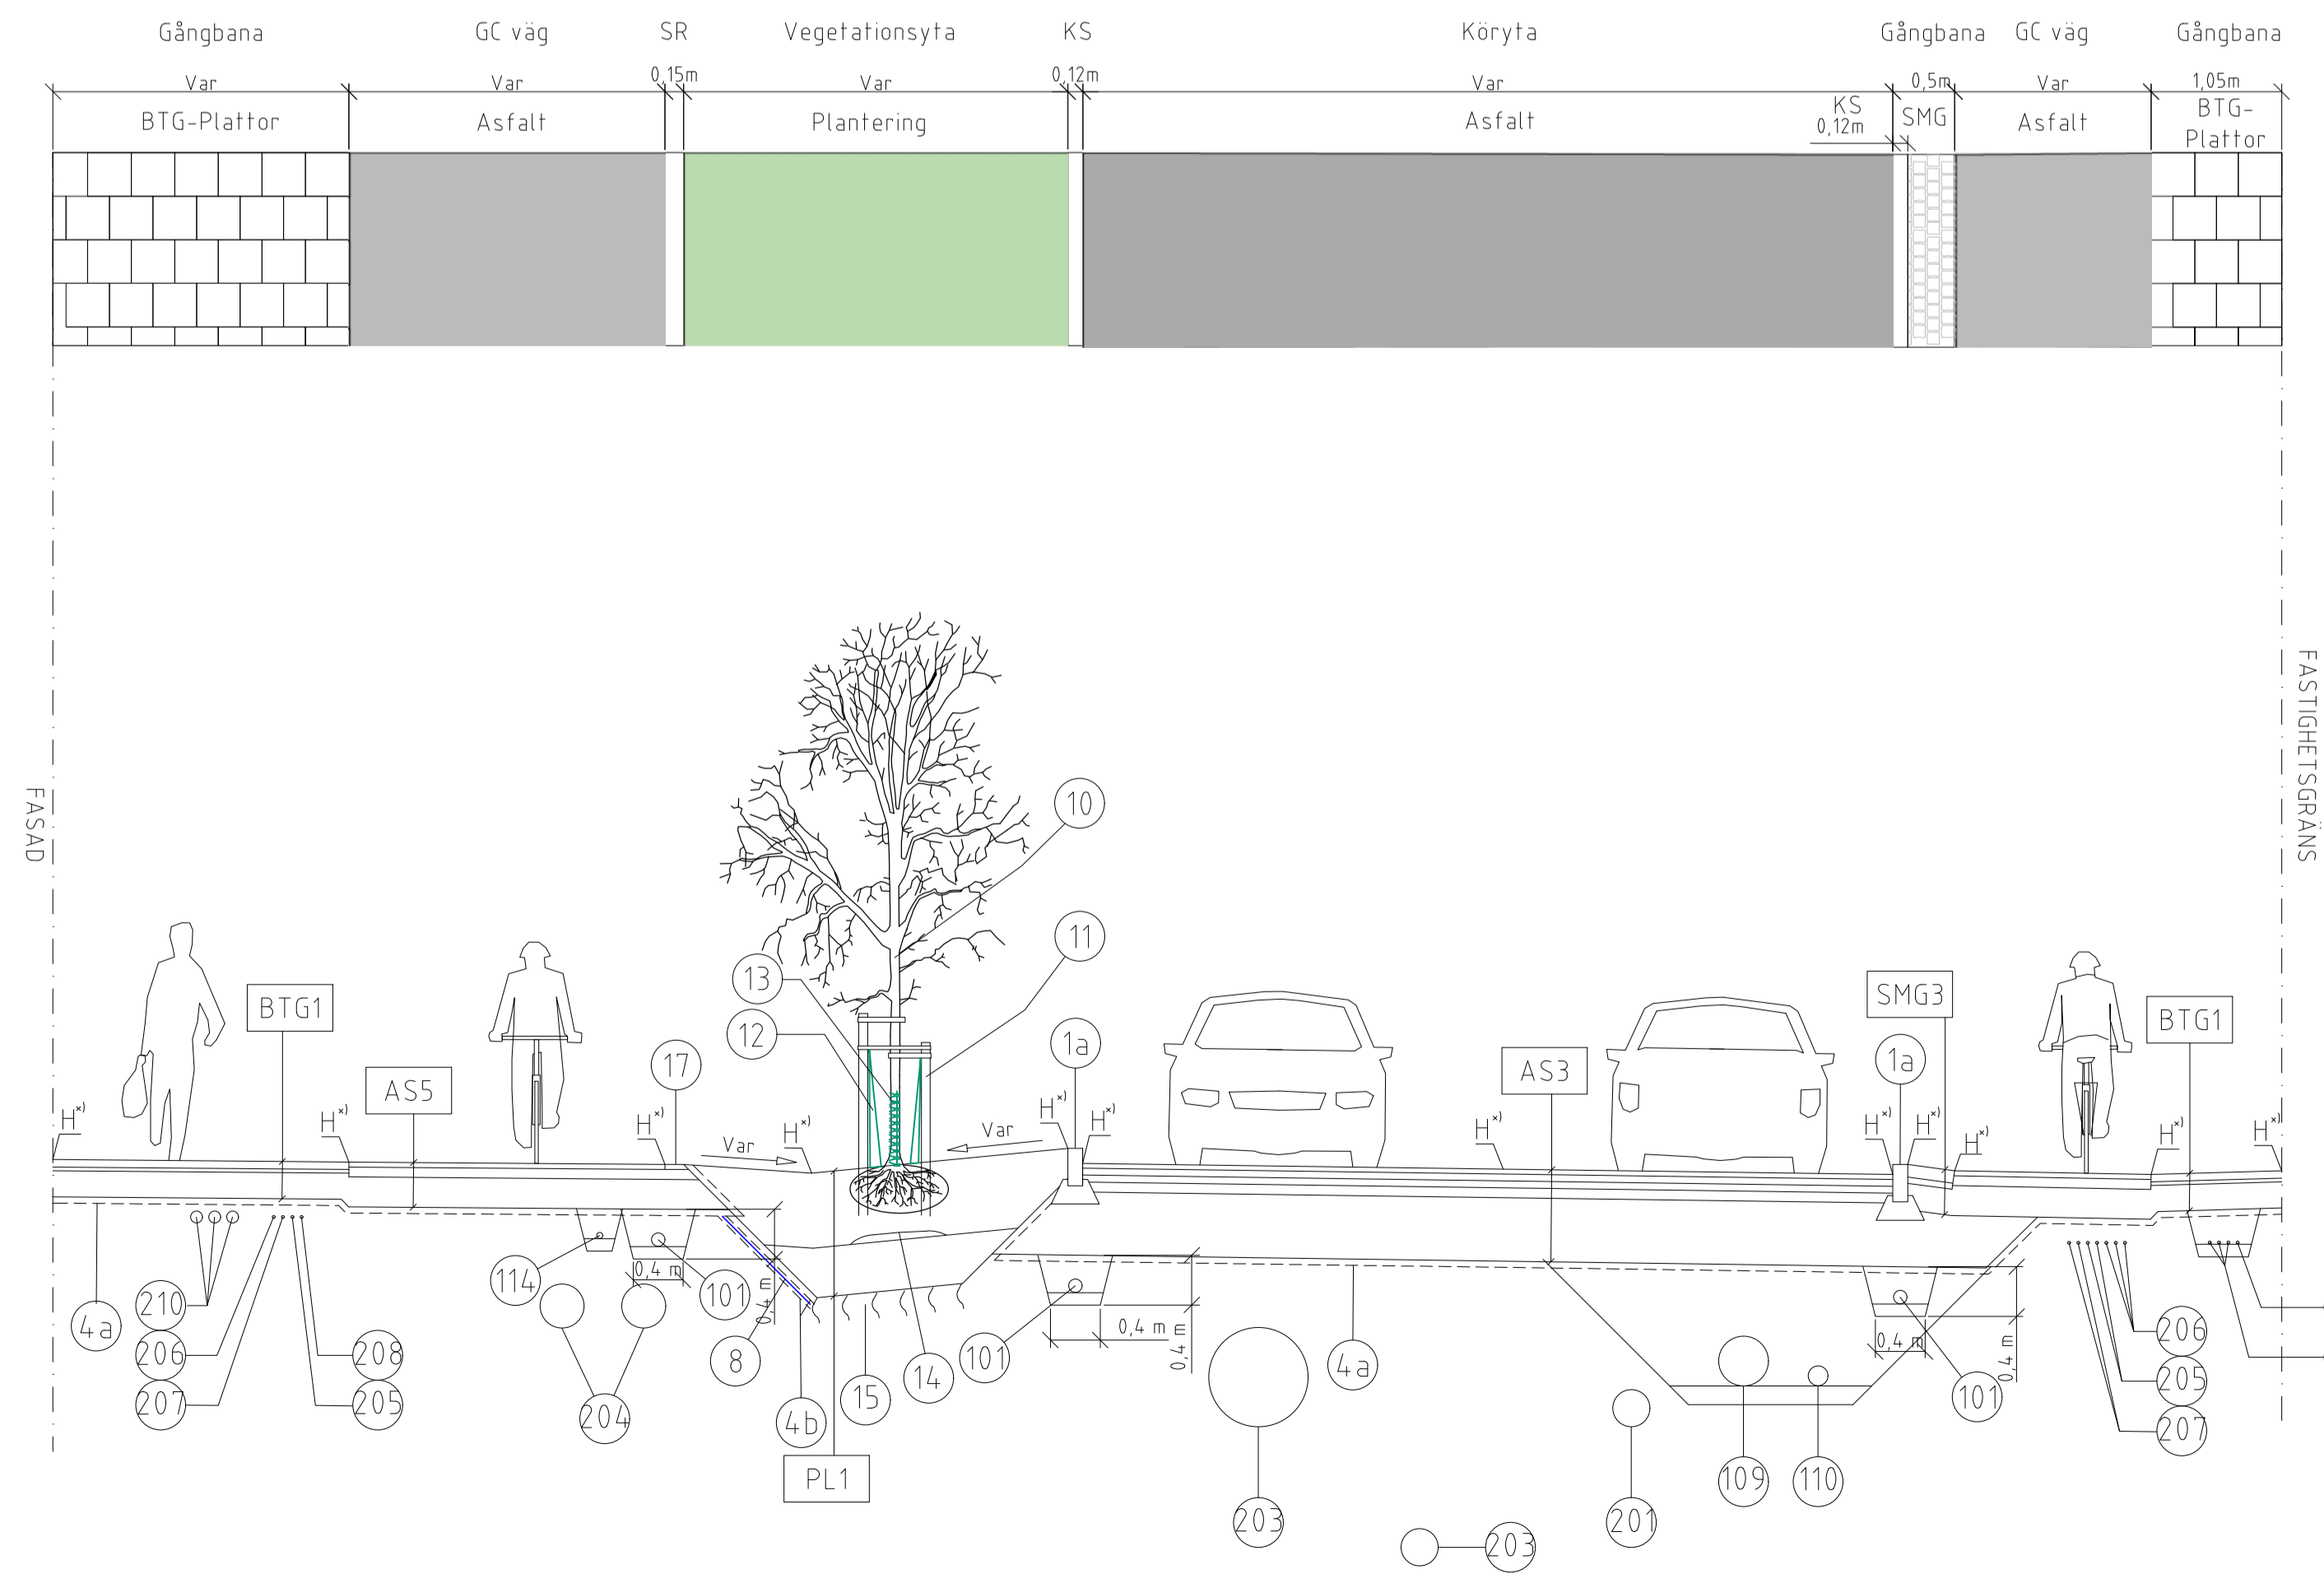 Gångbana GC väg SR Vegetationsyta KS Köryta Gångbana GC väg Gångbana
Var Var 0,15m Var 0,12m Var 0,5m Var 1,05m
BTG-Plattor Asfalt Plantering Asfalt KS SMG Asfalt BTG-
0,12m Plattor
FASAD
FASTIGHETSGRÄNS
10
11
13
12
1a
17
BTG1
AS5
AS3
SMG3
1a
BTG1
H×) H×) H×) Var H×) Var H×) H×) H×) H×) H×) H×) H×) H×)
114
0,4 m
101
0,4 m
8
4a
210
206
207
208
205
204
4b
15
14
PL1
101
0,4 m
0,4 m
203
4a
203
201
109
110
0,4 m
0,4 m
101
206
205
207